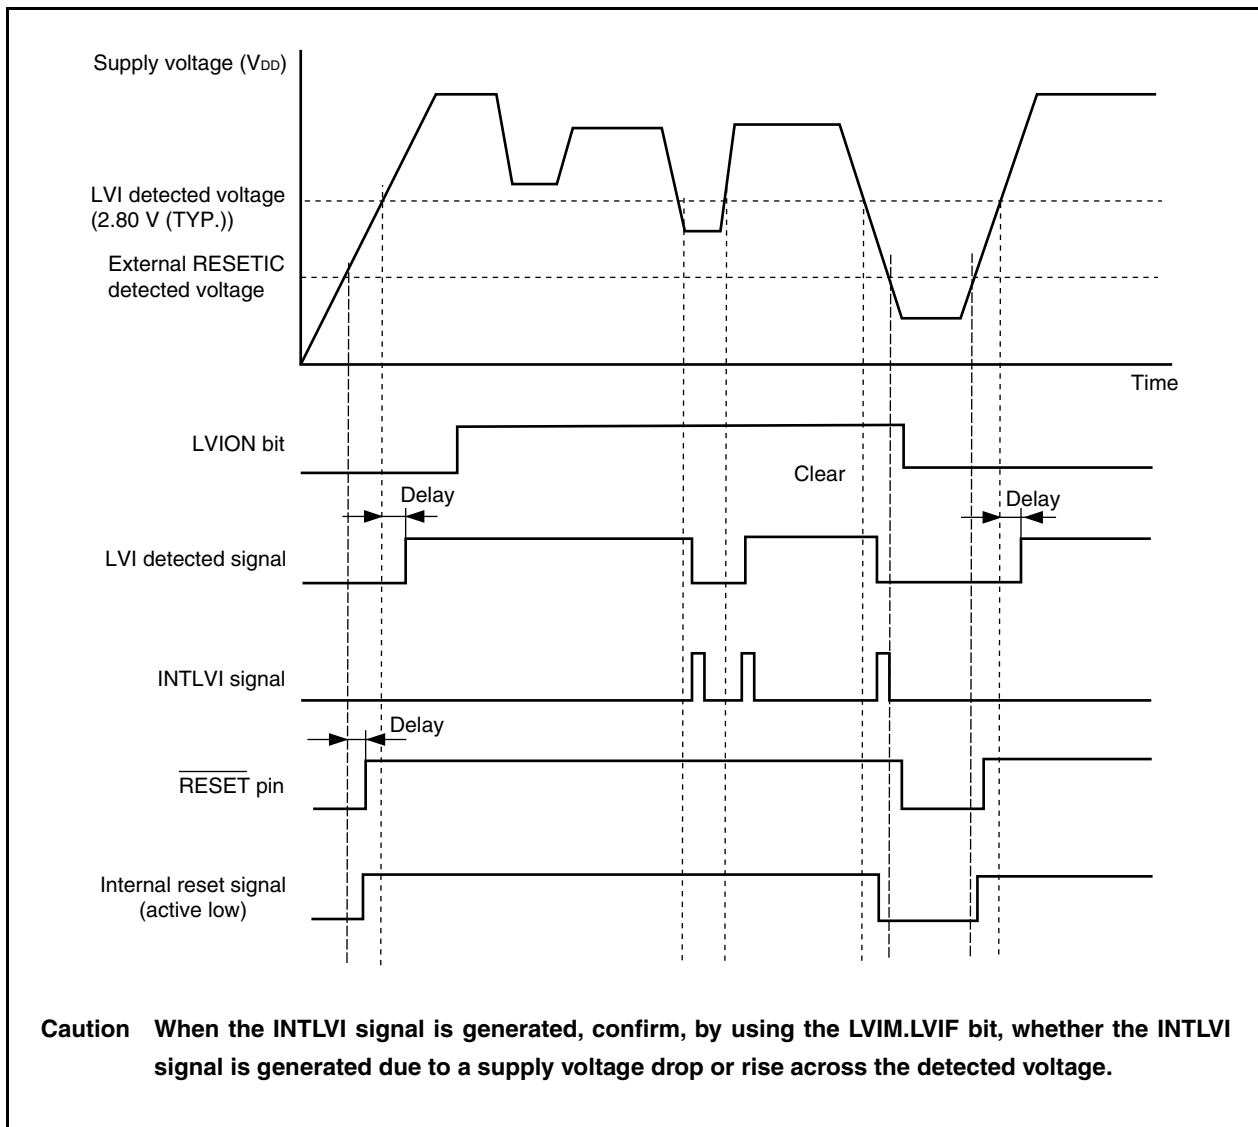 Supply voltage (VDD)
LVI detected voltage
(2.80 V (TYP.))
External RESETIC
detected voltage
Time
LVION bit
Clear
Delay
Delay
LVI detected signal
INTLVI signal
Delay
RESET pin
Internal reset signal
(active low)
Caution When the INTLVI signal is generated, confirm, by using the LVIM.LVIF bit, whether the INTLVI
signal is generated due to a supply voltage drop or rise across the detected voltage.